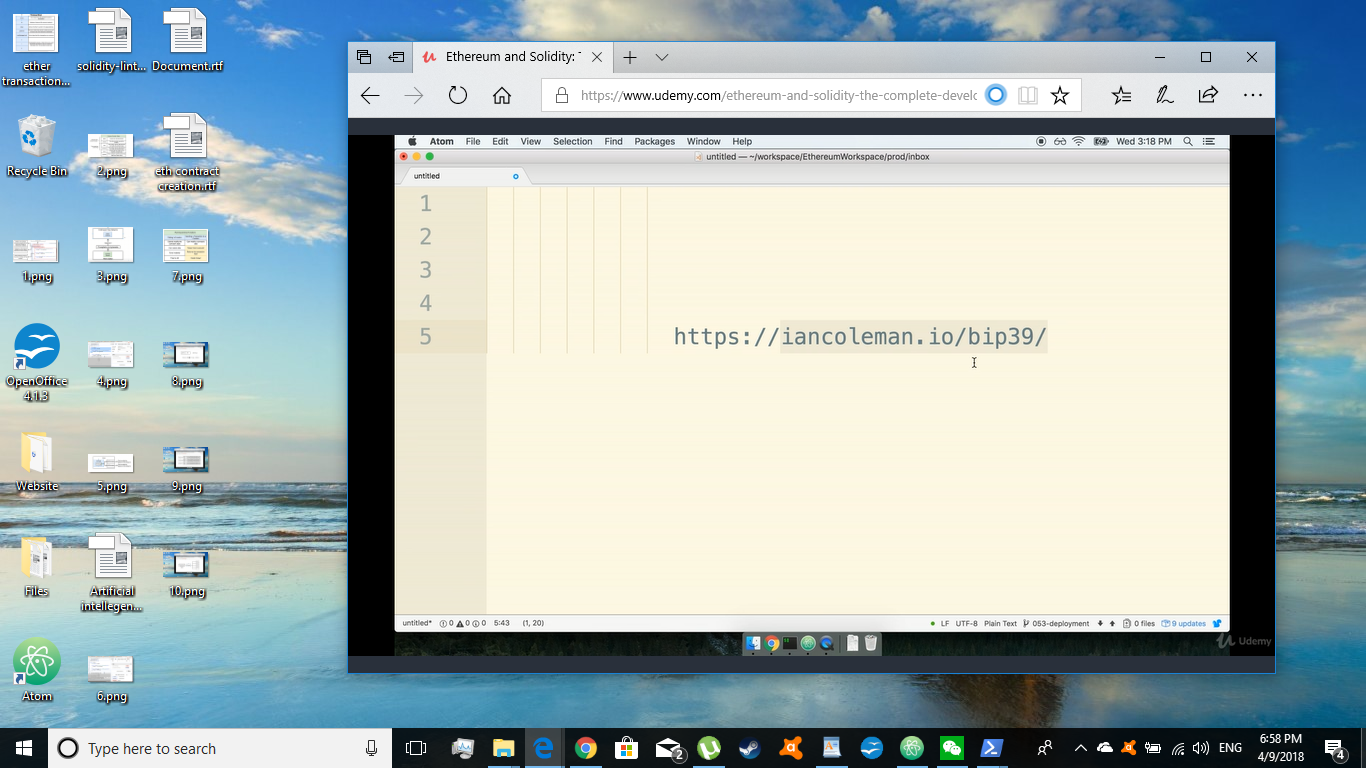 ether
transaction...
solidity-lint...
Document.rtf
Recycle Bin
2.png
eth contract
creation.rtf
1.png
3.png
7.png
OpenOffice
4.1.3
4.png
8.png
Website
5.png
9.png
Files
Artificial
intellegen...
10.png
Atom
6.png
Ethereum and Solidity: T
https://www.udemy.com/ethereum-and-solidity-the-complete-develo
Atom File Edit View Selection Find Packages Window Help
Wed 3:18 PM
untitled — ~/workspace/EthereumWorkspace/prod/inbox
untitled
1
2
3
4
5 https://iancoleman.io/bip39/
untitled* 0 0 0 5:43 (1, 20)
LF UTF-8 Plain Text 053-deployment 0 files 9 updates
Udemy
Type here to search
2
ENG
6:58 PM
4/9/2018
4